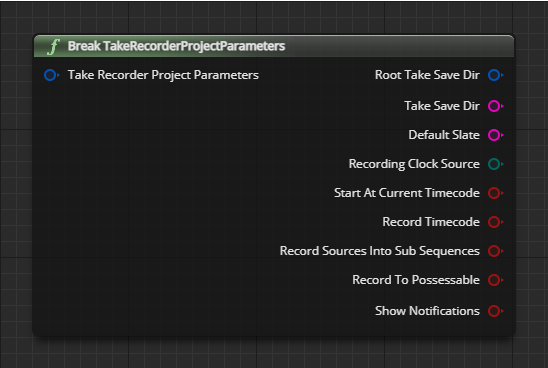 f Break TakeRecorderProjectParameters
Take Recorder Project Parameters
Root Take Save Dir
Take Save Dir
Default Slate
Recording Clock Source
Start At Current Timecode
Record Timecode
Record Sources Into Sub Sequences
Record To Possessable
Show Notifications